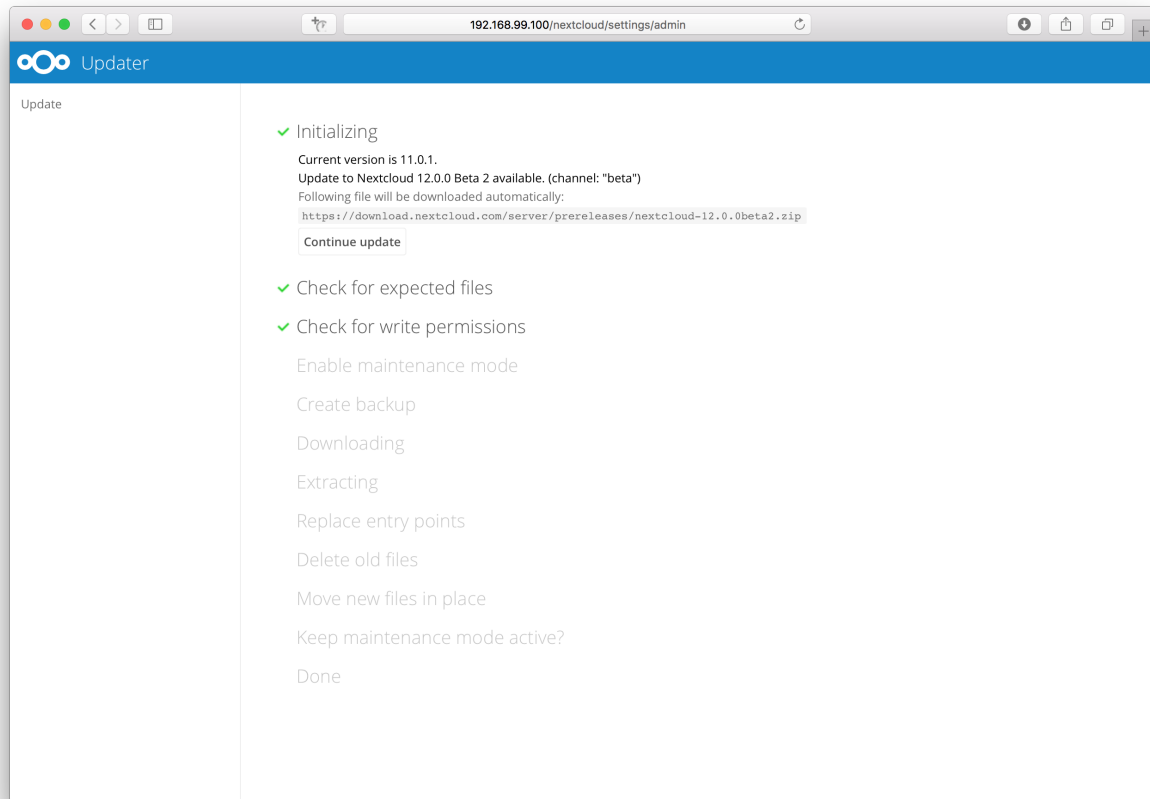 192.168.99.100/nextcloud/settings/admin
Updater
Update
Initializing
Current version is 11.0.1.
Update to Nextcloud 12.0.0 Beta 2 available. (channel: "beta")
Following file will be downloaded automatically:
https://download.nextcloud.com/server/prereleases/nextcloud-12.0.0beta2.zip
Continue update
Check for expected files
Check for write permissions
Enable maintenance mode
Create backup
Downloading
Extracting
Replace entry points
Delete old files
Move new files in place
Keep maintenance mode active?
Done